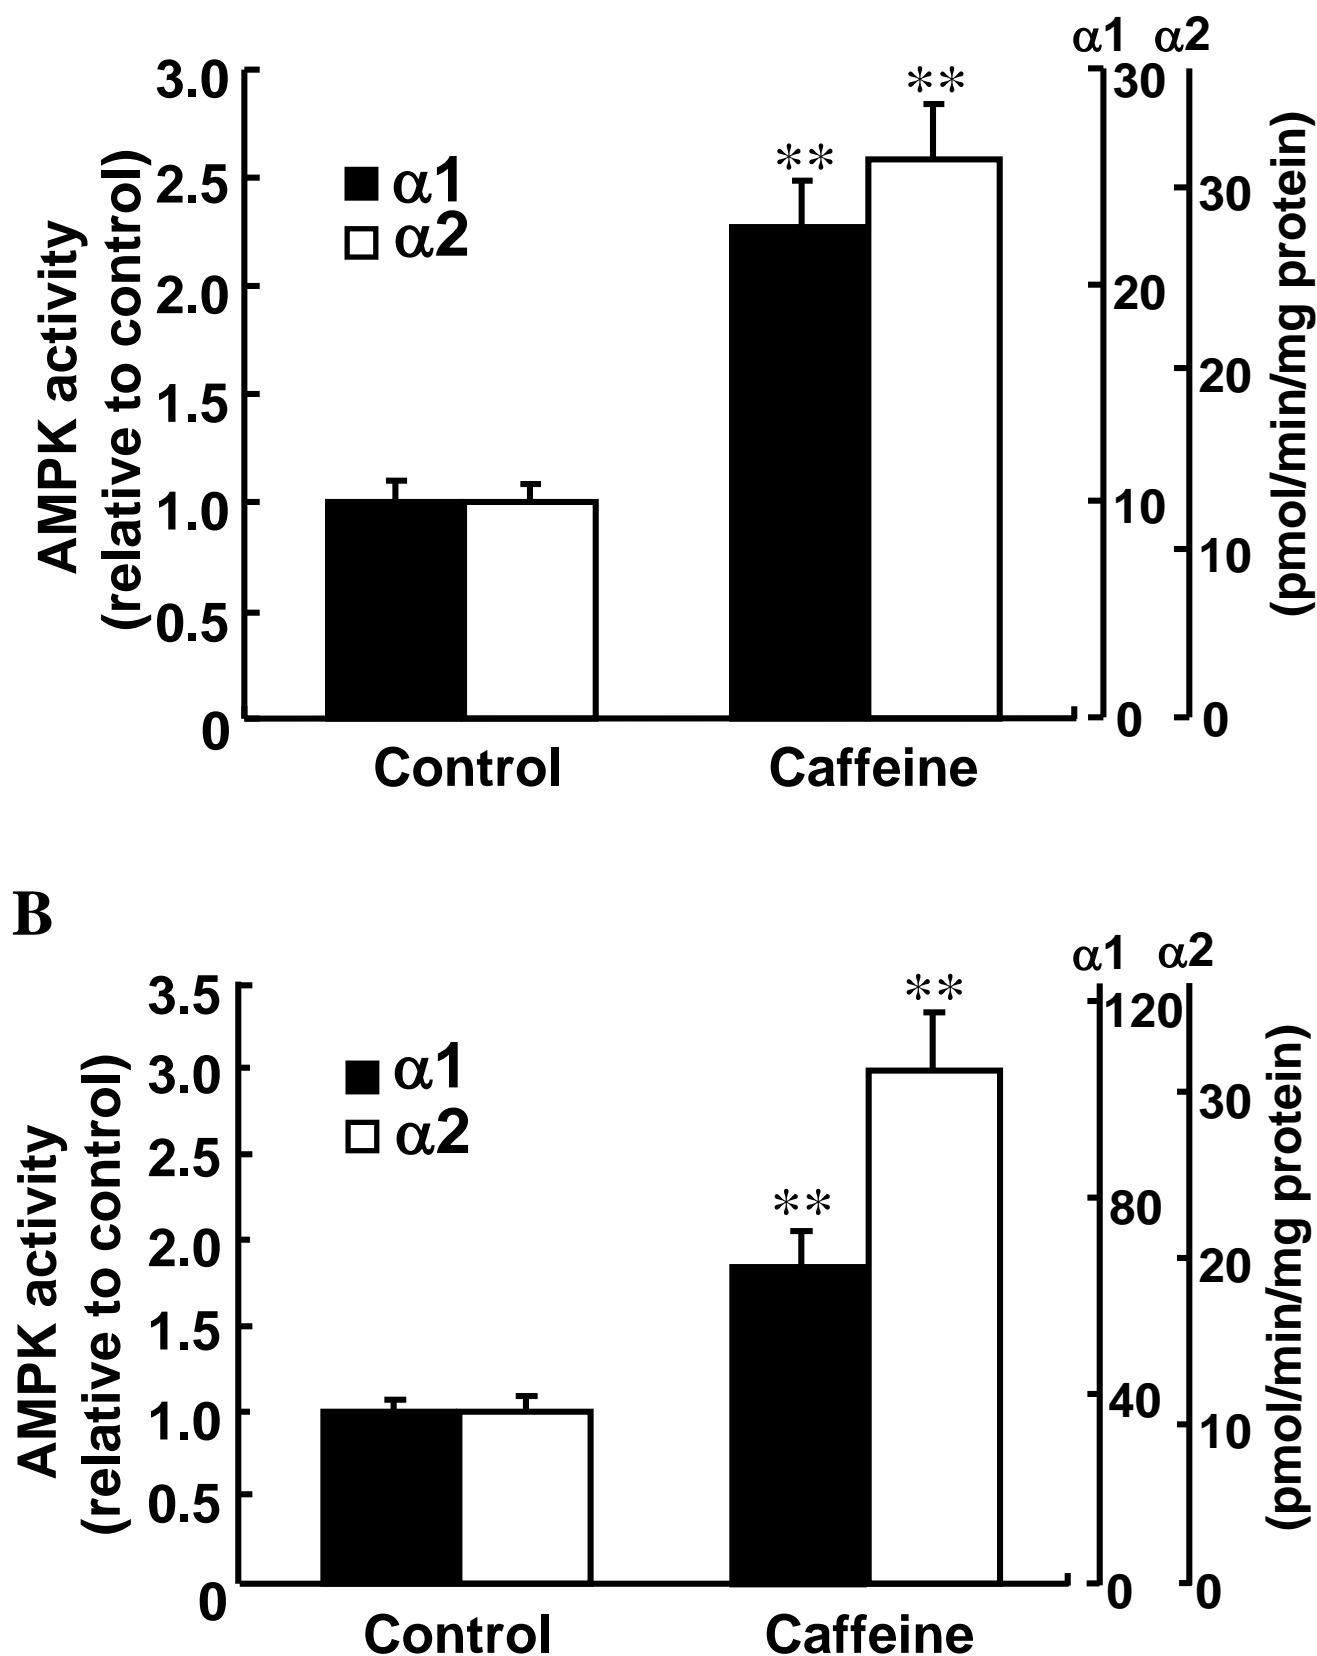 α1 α2
3.0
2.5
2.0
1.5
1.0
0.5
0
AMPK activity
(relative to control)
α1
α2
**
**
30
20
10
0
30
20
10
0
(pmol/min/mg protein)
Control Caffeine
B
α1 α2
3.5
3.0
2.5
2.0
1.5
1.0
0.5
0
AMPK activity
(relative to control)
α1
α2
**
**
120
80
40
0
30
20
10
0
(pmol/min/mg protein)
Control Caffeine